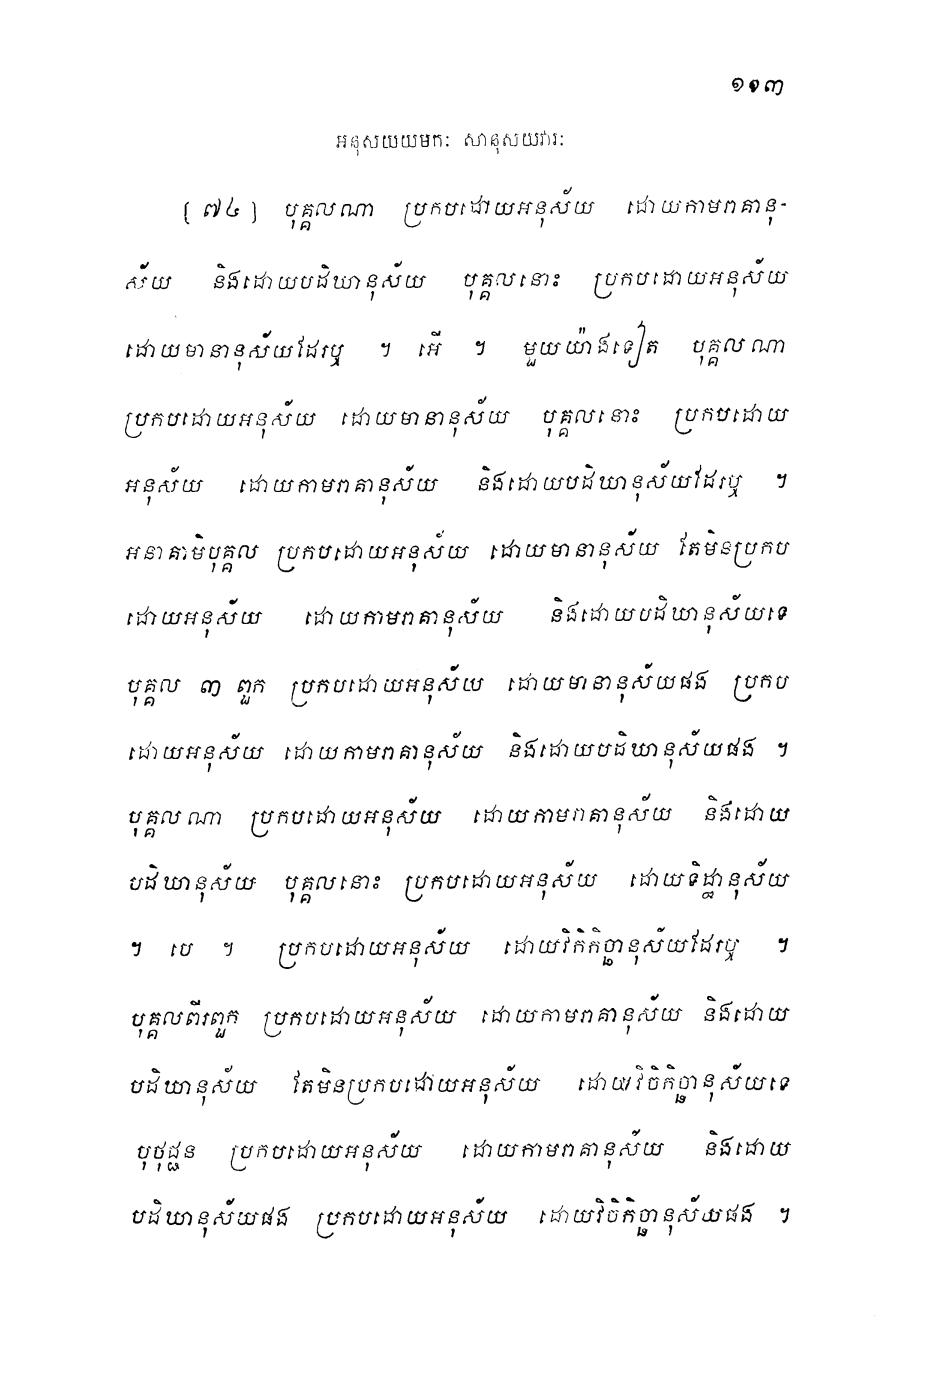 ១១៣
អនុសយយមកៈ សានុសយវារៈ
[៧៤] បុគ្គលណា ប្រកបដោយអនុស័យ ដោយកាមរាគានុ-
ស័យ និងដោយបដិឃានុស័យ បុគ្គលនោះ ប្រកបដោយអនុស័យ
ដោយមានានុស័យដែរឬ ។ អើ ។ មួយយ៉ាងទៀត បុគ្គលណា
ប្រកបដោយអនុស័យ ដោយមានានុស័យ បុគ្គលនោះ ប្រកបដោយ
អនុស័យ ដោយកាមរាគានុស័យ និងដោយបដិឃានុស័យដែរឬ ។
អនាគាមិបុគ្គល ប្រកបដោយអនុស័យ ដោយមានានុស័យ តែមិនប្រកប
ដោយអនុស័យ ដោយកាមរាគានុស័យ និងដោយបដិឃានុស័យទេ
បុគ្គល ៣ ពួក ប្រកបដោយអនុស័យ ដោយមានានុស័យផង ប្រកប
ដោយអនុស័យ ដោយកាមរាគានុស័យ និងដោយបដិឃានុស័យផង ។
បុគ្គលណា ប្រកបដោយអនុស័យ ដោយកាមរាគានុស័យ និងដោយ
បដិឃានុស័យ បុគ្គលនោះ ប្រកបដោយអនុស័យ ដោយទិដ្ឋានុស័យ
។ បេ ។ ប្រកបដោយអនុស័យ ដោយវិកិកិច្ឆានុស័យដែរឬ ។
បុគ្គលពីរពួក ប្រកបដោយអនុស័យ ដោយកាមរាគានុស័យ និងដោយ
បដិឃានុស័យ តែមិនប្រកបដោយអនុស័យ ដោយវិចិកិច្ឆានុស័យទេ
បុថុជ្ជន ប្រកបដោយអនុស័យ ដោយកាមរាគានុស័យ និងដោយ
បដិឃានុស័យផង ប្រកបដោយអនុស័យ ដោយវិចិកិច្ឆានុស័យផង ។